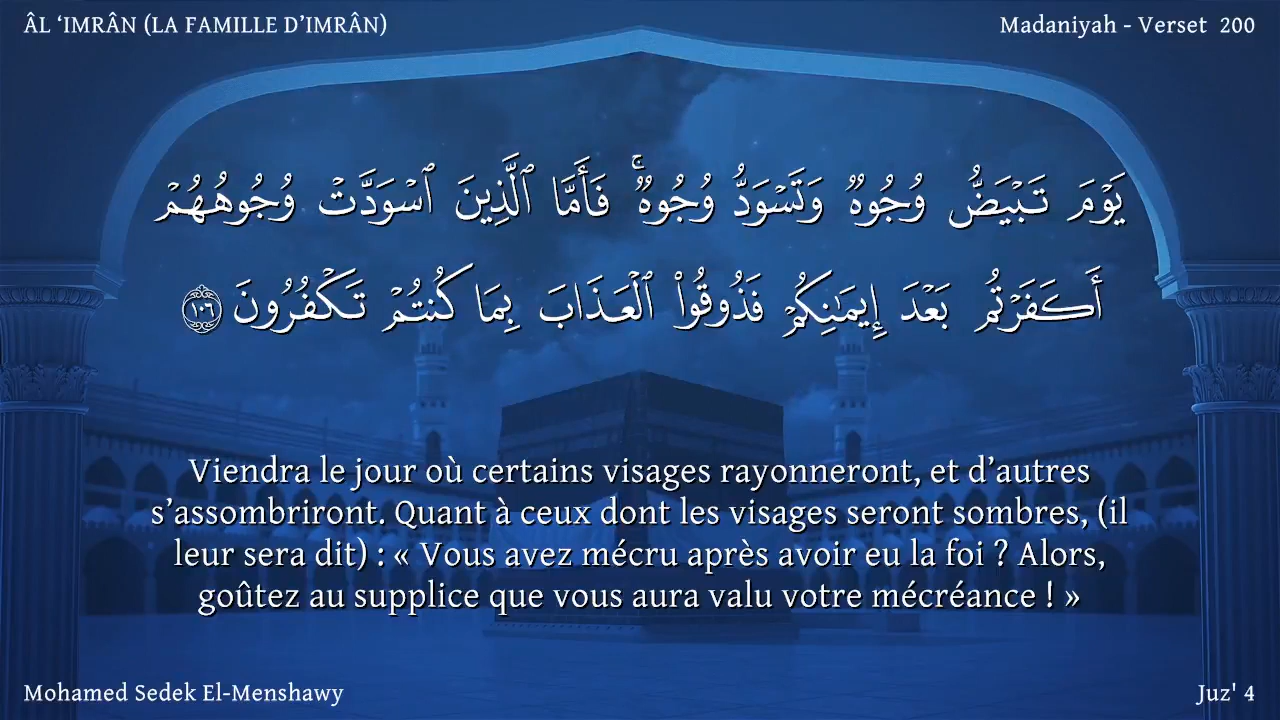 ÂL ‘IMRÂN (LA FAMILLE D’IMRÂN)
Madaniyah - Verset 200
يَوْمَ تَبْيَضُّ وُجُوهٌ وَتَسْوَدُّ وُجُوهٌ ۚ فَأَمَّا ٱلَّذِينَ ٱسْوَدَّتْ وُجُوهُهُمْ
أَكَفَرْتُم بَعْدَ إِيمَـٰنِكُمْ فَذُوقُوا۟ ٱلْعَذَابَ بِمَا كُنتُمْ تَكْفُرُونَ ١٠٦
Viendra le jour où certains visages rayonneront, et d’autres
s’assombriront. Quant à ceux dont les visages seront sombres, (il
leur sera dit) : « Vous avez mécru après avoir eu la foi ? Alors,
goûtez au supplice que vous aura valu votre mécréance ! »
Mohamed Sedek El-Menshawy
Juz' 4